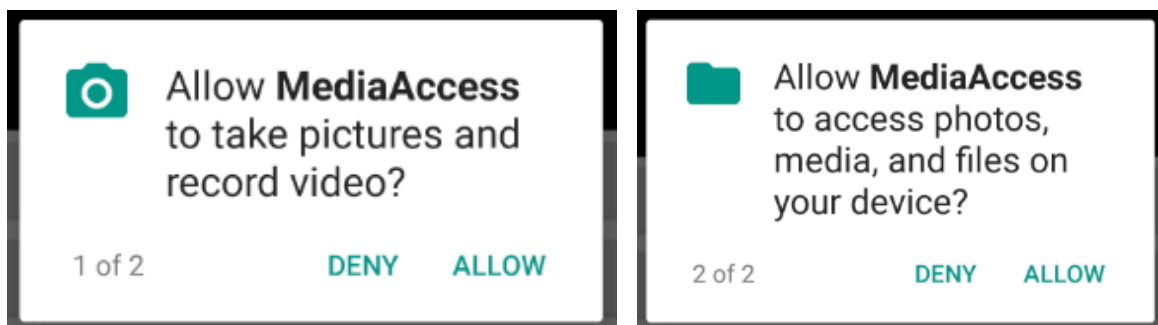 Allow MediaAccess
to take pictures and
record video?
1 of 2 DENY ALLOW
Allow MediaAccess
to access photos,
media, and files on
your device?
2 of 2 DENY ALLOW